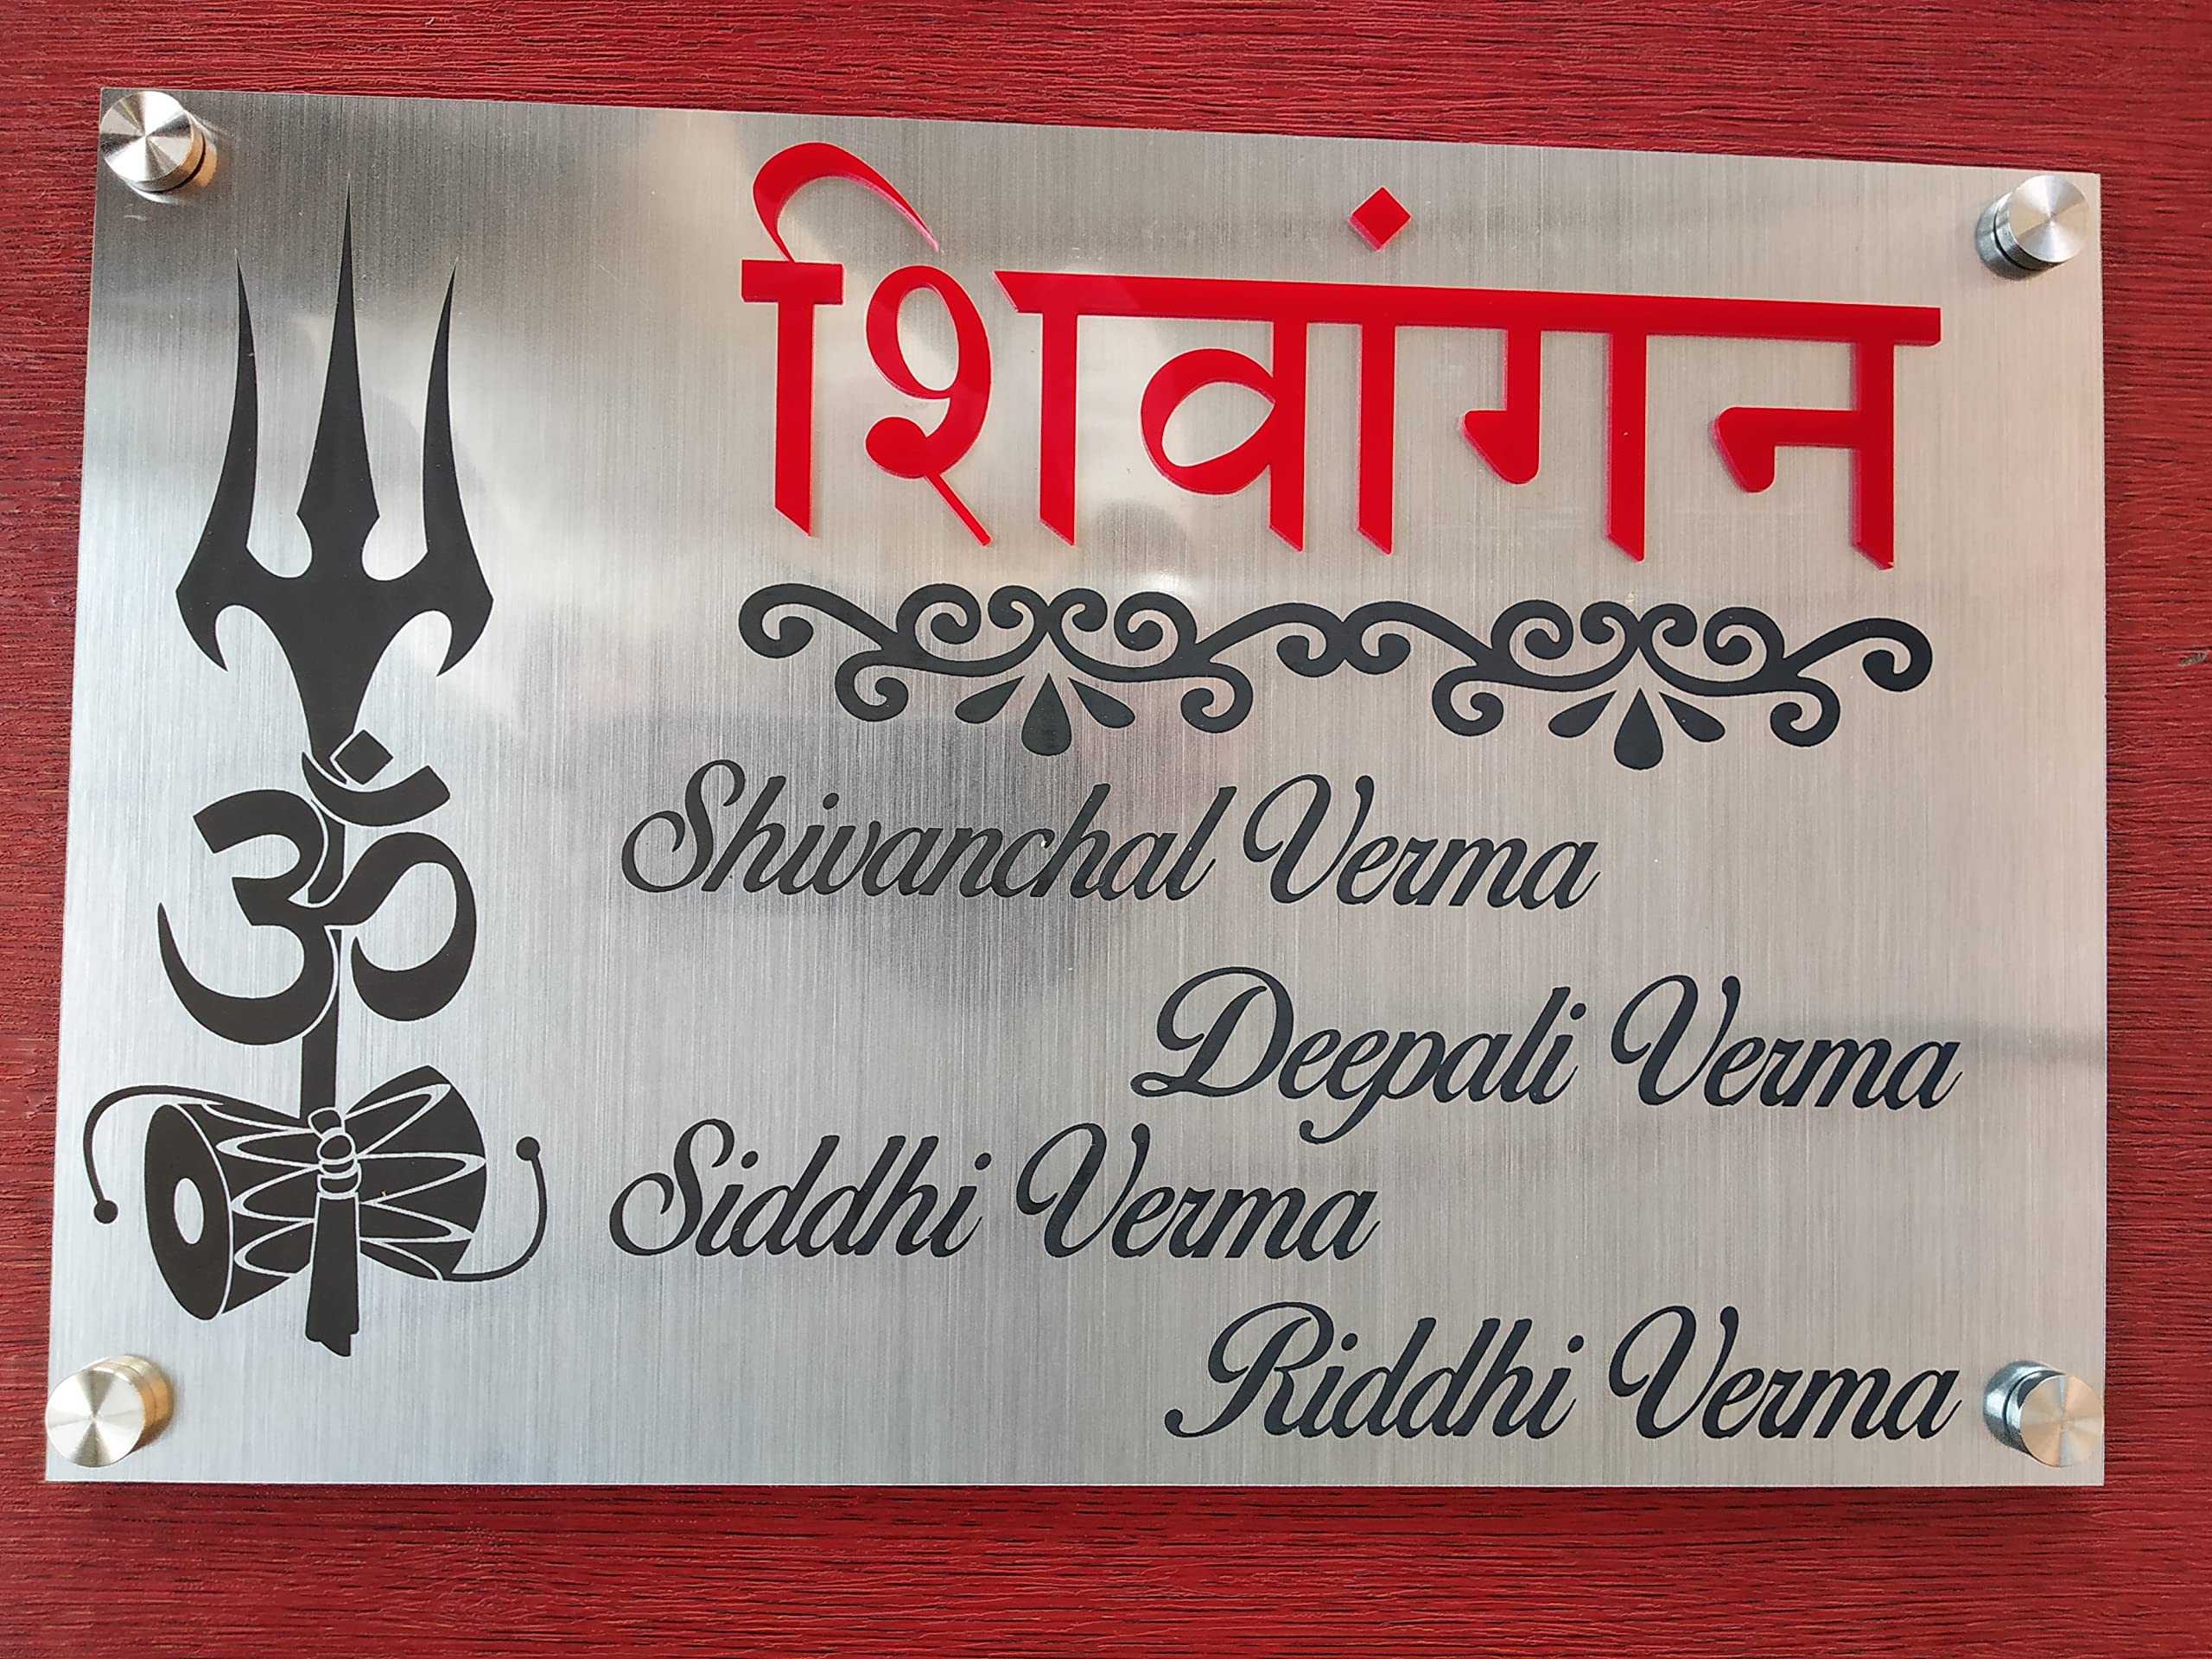 शिवांगन
ॐ
Shivanchal Verma
Deepali Verma
Siddhi Verma
Riddhi Verma